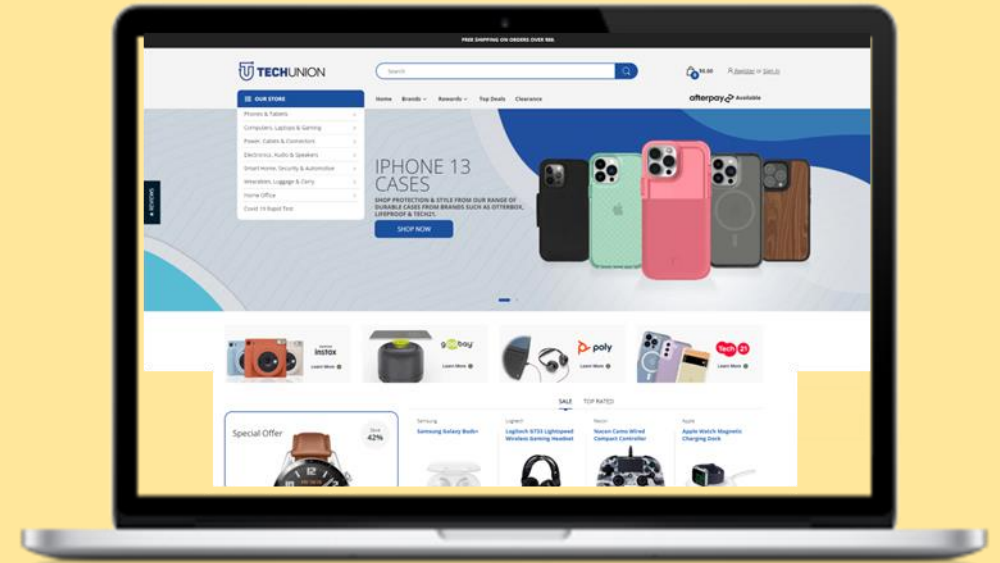 FREE SHIPPING ON ORDERS OVER
TECHUNION
Search
$0.00
Register or Sign In
OUR STORE
Home Brands Rewards Top Deals Clearance
afterpay Available
Phones & Tablets
Computers, Laptops & Gaming
Power, Cables & Connectors
Electronics, Audio & Speakers
Smart Home, Security & Automotive
Wearables, Luggage & Carry
Home Office
Covid 19 Rapid Test
IPHONE 13
CASES
SHOP PROTECTION & STYLE FROM OUR RANGE OF
DURABLE CASES FROM BRANDS SUCH AS OTTERBOX,
LIFEPROOF & TECH21.
SHOP NOW
instax
Learn More
goobay
Learn More
poly
Learn More
Tech 21
Learn More
SALE TOP RATED
Special Offer
Save
42%
12
Samsung
Samsung Galaxy Buds+
Logitech
Logitech G733 Lightspeed
Wireless Gaming Headset
Nacon
Nacon Camo Wired
Compact Controller
Apple
Apple Watch Magnetic
Charging Dock